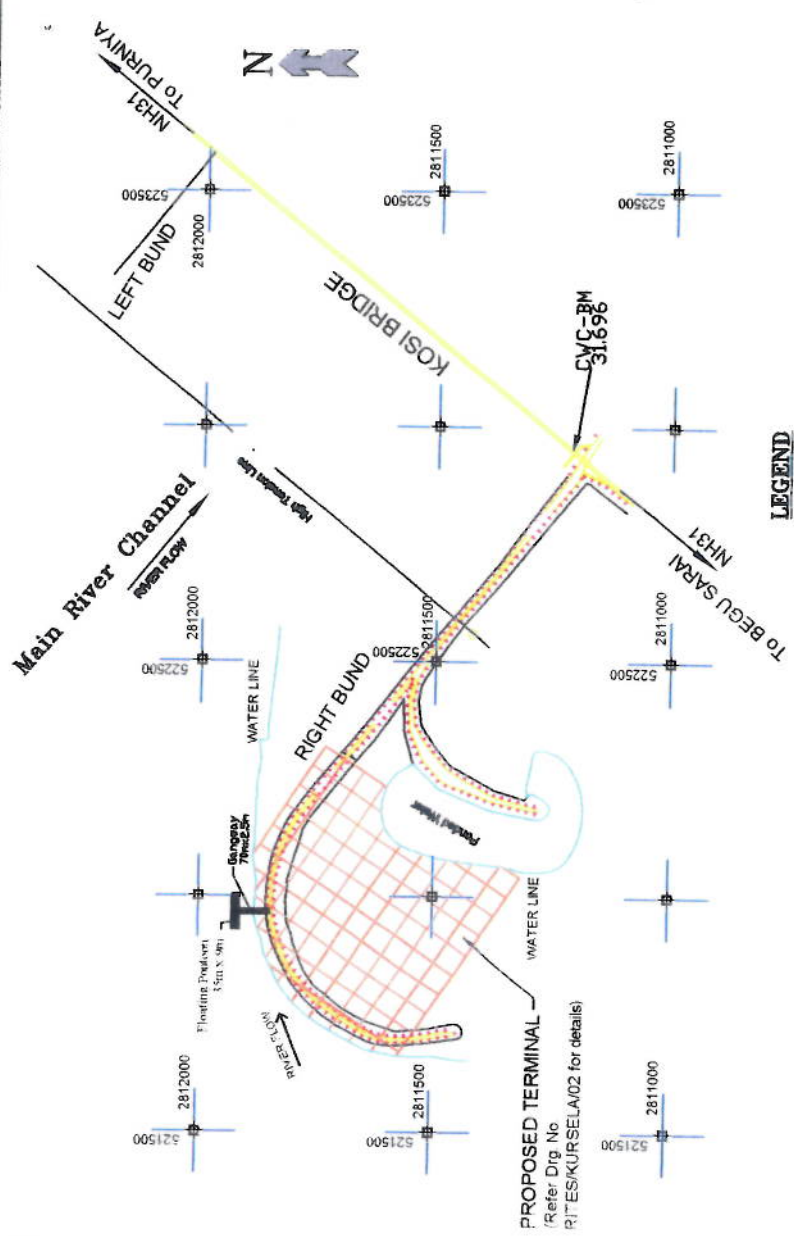 To PURNIYA
NH31
N
523500
2812000
523500
2811500
523500
2811000
LEFT BUND
KOSI BRIDGE
CWC-BM
31.696
Main River Channel
RIVER FLOW
High Tension Line
2812000
522500
2811500
522500
2811000
522500
NH31
To BEGU SARAI
LEGEND
WATER LINE
RIGHT BUND
Ponded Water
Gangway
70mx2.5m
Floating Pontoon
RIVER FLOW
WATER LINE
2812000
521500
2811500
521500
2811000
521500
PROPOSED TERMINAL
(Refer Drg. No.
RITES/KURSELA/02 for details)